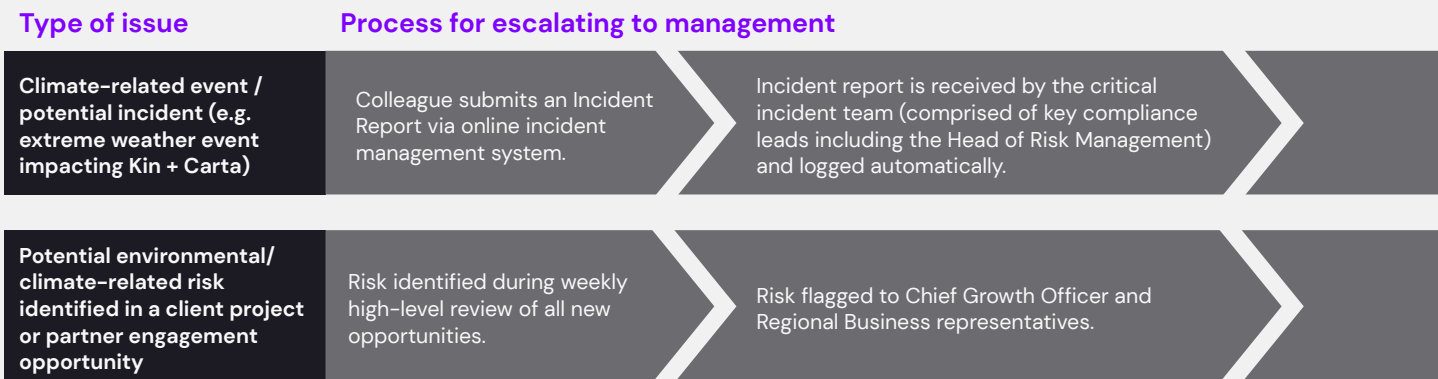 Type of issue
Process for escalating to management
Climate-related event /
potential incident (e.g.
extreme weather event
impacting Kin + Carta)
Colleague submits an Incident
Report via online incident
management system.
Incident report is received by the critical
incident team (comprised of key compliance
leads including the Head of Risk Management)
and logged automatically.
Potential environmental/
climate-related risk
identified in a client project
or partner engagement
opportunity
Risk identified during weekly
high-level review of all new
opportunities.
Risk flagged to Chief Growth Officer and
Regional Business representatives.